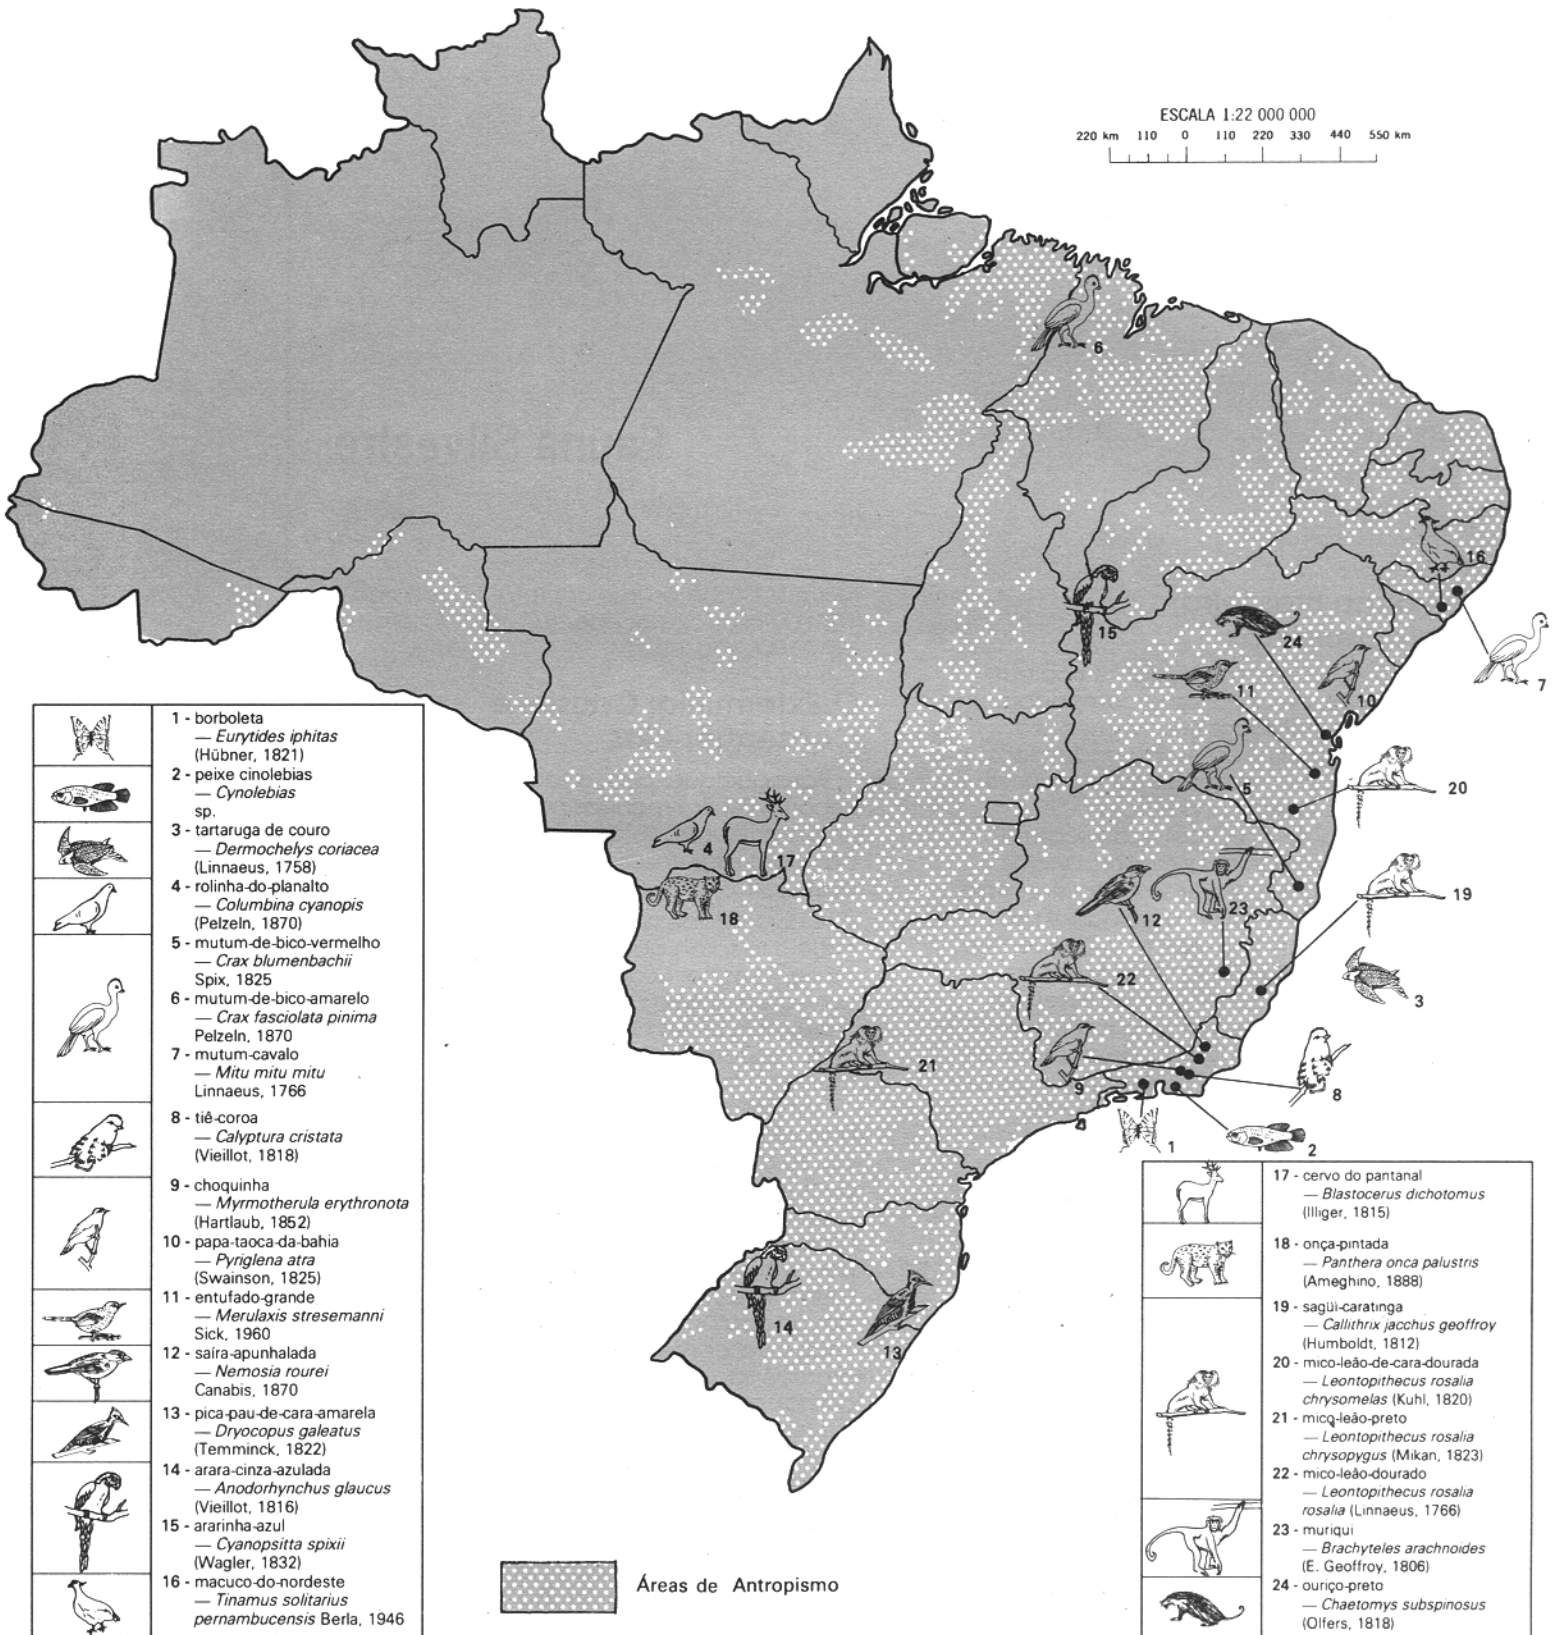 ESCALA 1:22 000 000
220 km 110 0 110 220 330 440 550 km
6
16
15
24
7
11
10
5
20
4
17
19
18
12
23
22
3
21
9
8
1
2
14
13
1 - borboleta
— Eurytides iphitas
(Hübner, 1821)
2 - peixe cinolebias
— Cynolebias
sp.
3 - tartaruga de couro
— Dermochelys coriacea
(Linnaeus, 1758)
4 - rolinha-do-planalto
— Columbina cyanopis
(Pelzeln, 1870)
5 - mutum-de-bico-vermelho
— Crax blumenbachii
Spix, 1825
6 - mutum-de-bico-amarelo
— Crax fasciolata pinima
Pelzeln, 1870
7 - mutum-cavalo
— Mitu mitu mitu
Linnaeus, 1766
8 - tiê-coroa
— Calyptura cristata
(Vieillot, 1818)
9 - choquinha
— Myrmotherula erythronota
(Hartlaub, 1852)
10 - papa-taoca-da-bahia
— Pyriglena atra
(Swainson, 1825)
11 - entufado-grande
— Merulaxis stresemanni
Sick, 1960
12 - saíra-apunhalada
— Nemosia rourei
Canabis, 1870
13 - pica-pau-de-cara-amarela
— Dryocopus galeatus
(Temminck, 1822)
14 - arara-cinza-azulada
— Anodorhynchus glaucus
(Vieillot, 1816)
15 - ararinha-azul
— Cyanopsitta spixii
(Wagler, 1832)
16 - macuco-do-nordeste
— Tinamus solitarius
pernambucensis Berla, 1946
Áreas de Antropismo
17 - cervo do pantanal
— Blastocerus dichotomus
(Illiger, 1815)
18 - onça-pintada
— Panthera onca palustris
(Ameghino, 1888)
19 - sagüi-caratinga
— Callithrix jacchus geoffroy
(Humboldt, 1812)
20 - mico-leão-de-cara-dourada
— Leontopithecus rosalia
chrysomelas (Kuhl, 1820)
21 - mico-leão-preto
— Leontopithecus rosalia
chrysopygus (Mikan, 1823)
22 - mico-leão-dourado
— Leontopithecus rosalia
rosalia (Linnaeus, 1766)
23 - muriqui
— Brachyteles arachnoides
(E. Geoffroy, 1806)
24 - ouriço-preto
— Chaetomys subspinosus
(Olfers, 1818)